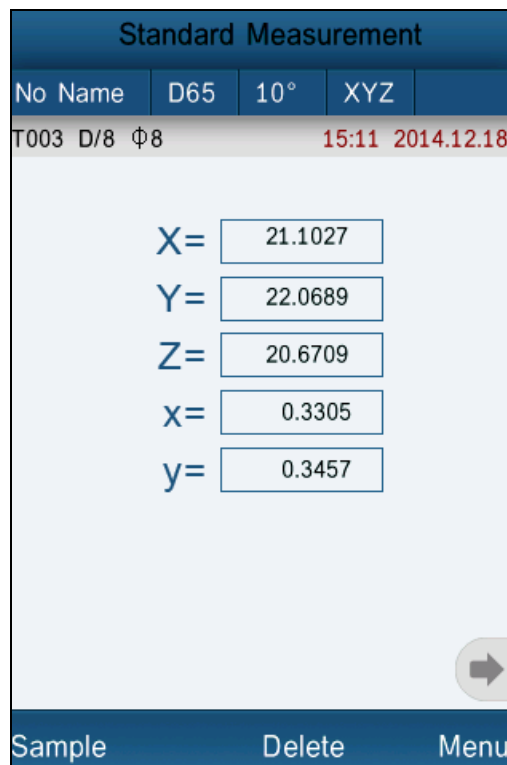 Standard Measurement
No Name D65 10° XYZ
T003 D/8 Φ8 15:11 2014.12.18
X= 21.1027
Y= 22.0689
Z= 20.6709
x= 0.3305
y= 0.3457
Sample Delete Menu